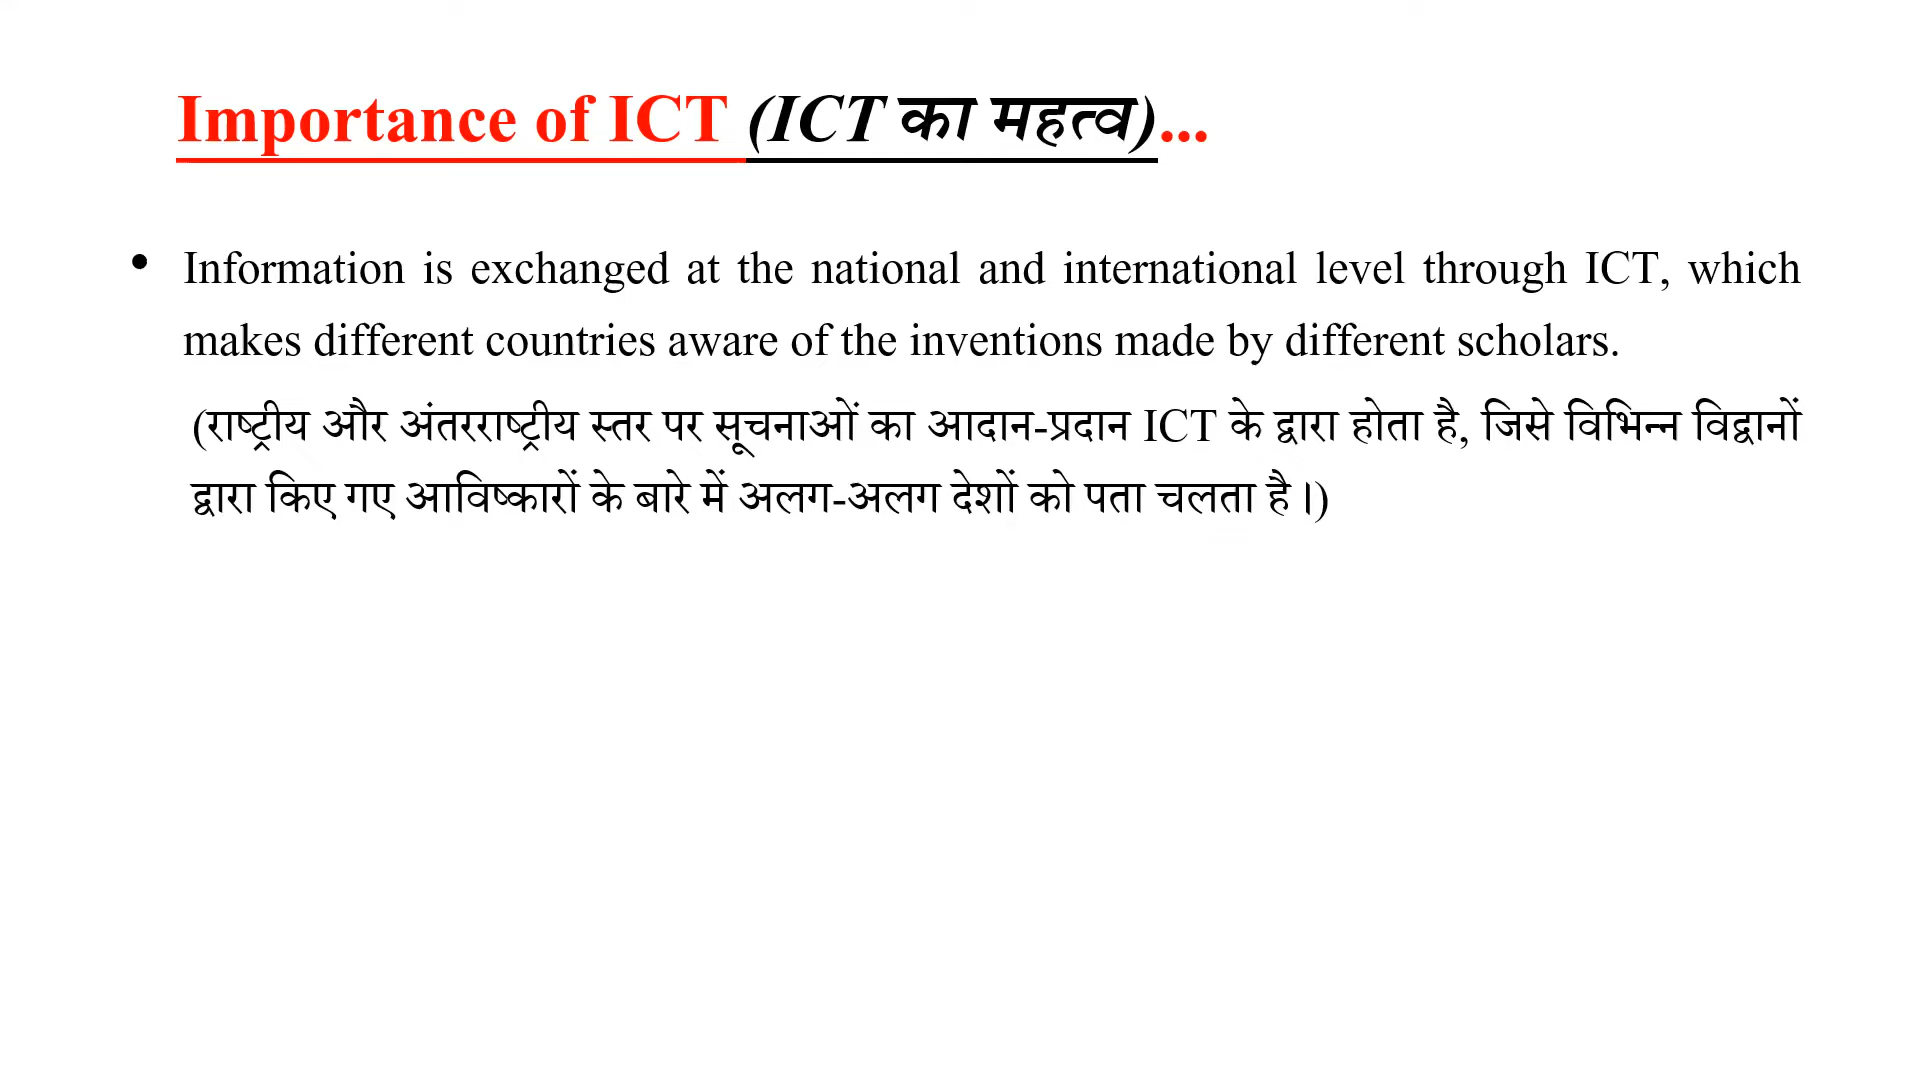 Importance of ICT (ICT का महत्व)...
• Information is exchanged at the national and international level through ICT, which
makes different countries aware of the inventions made by different scholars.
(राष्ट्रीय और अंतरराष्ट्रीय स्तर पर सूचनाओं का आदान-प्रदान ICT के द्वारा होता है, जिसे विभिन्न विद्वानों
द्वारा किए गए आविष्कारों के बारे में अलग-अलग देशों को पता चलता है।)